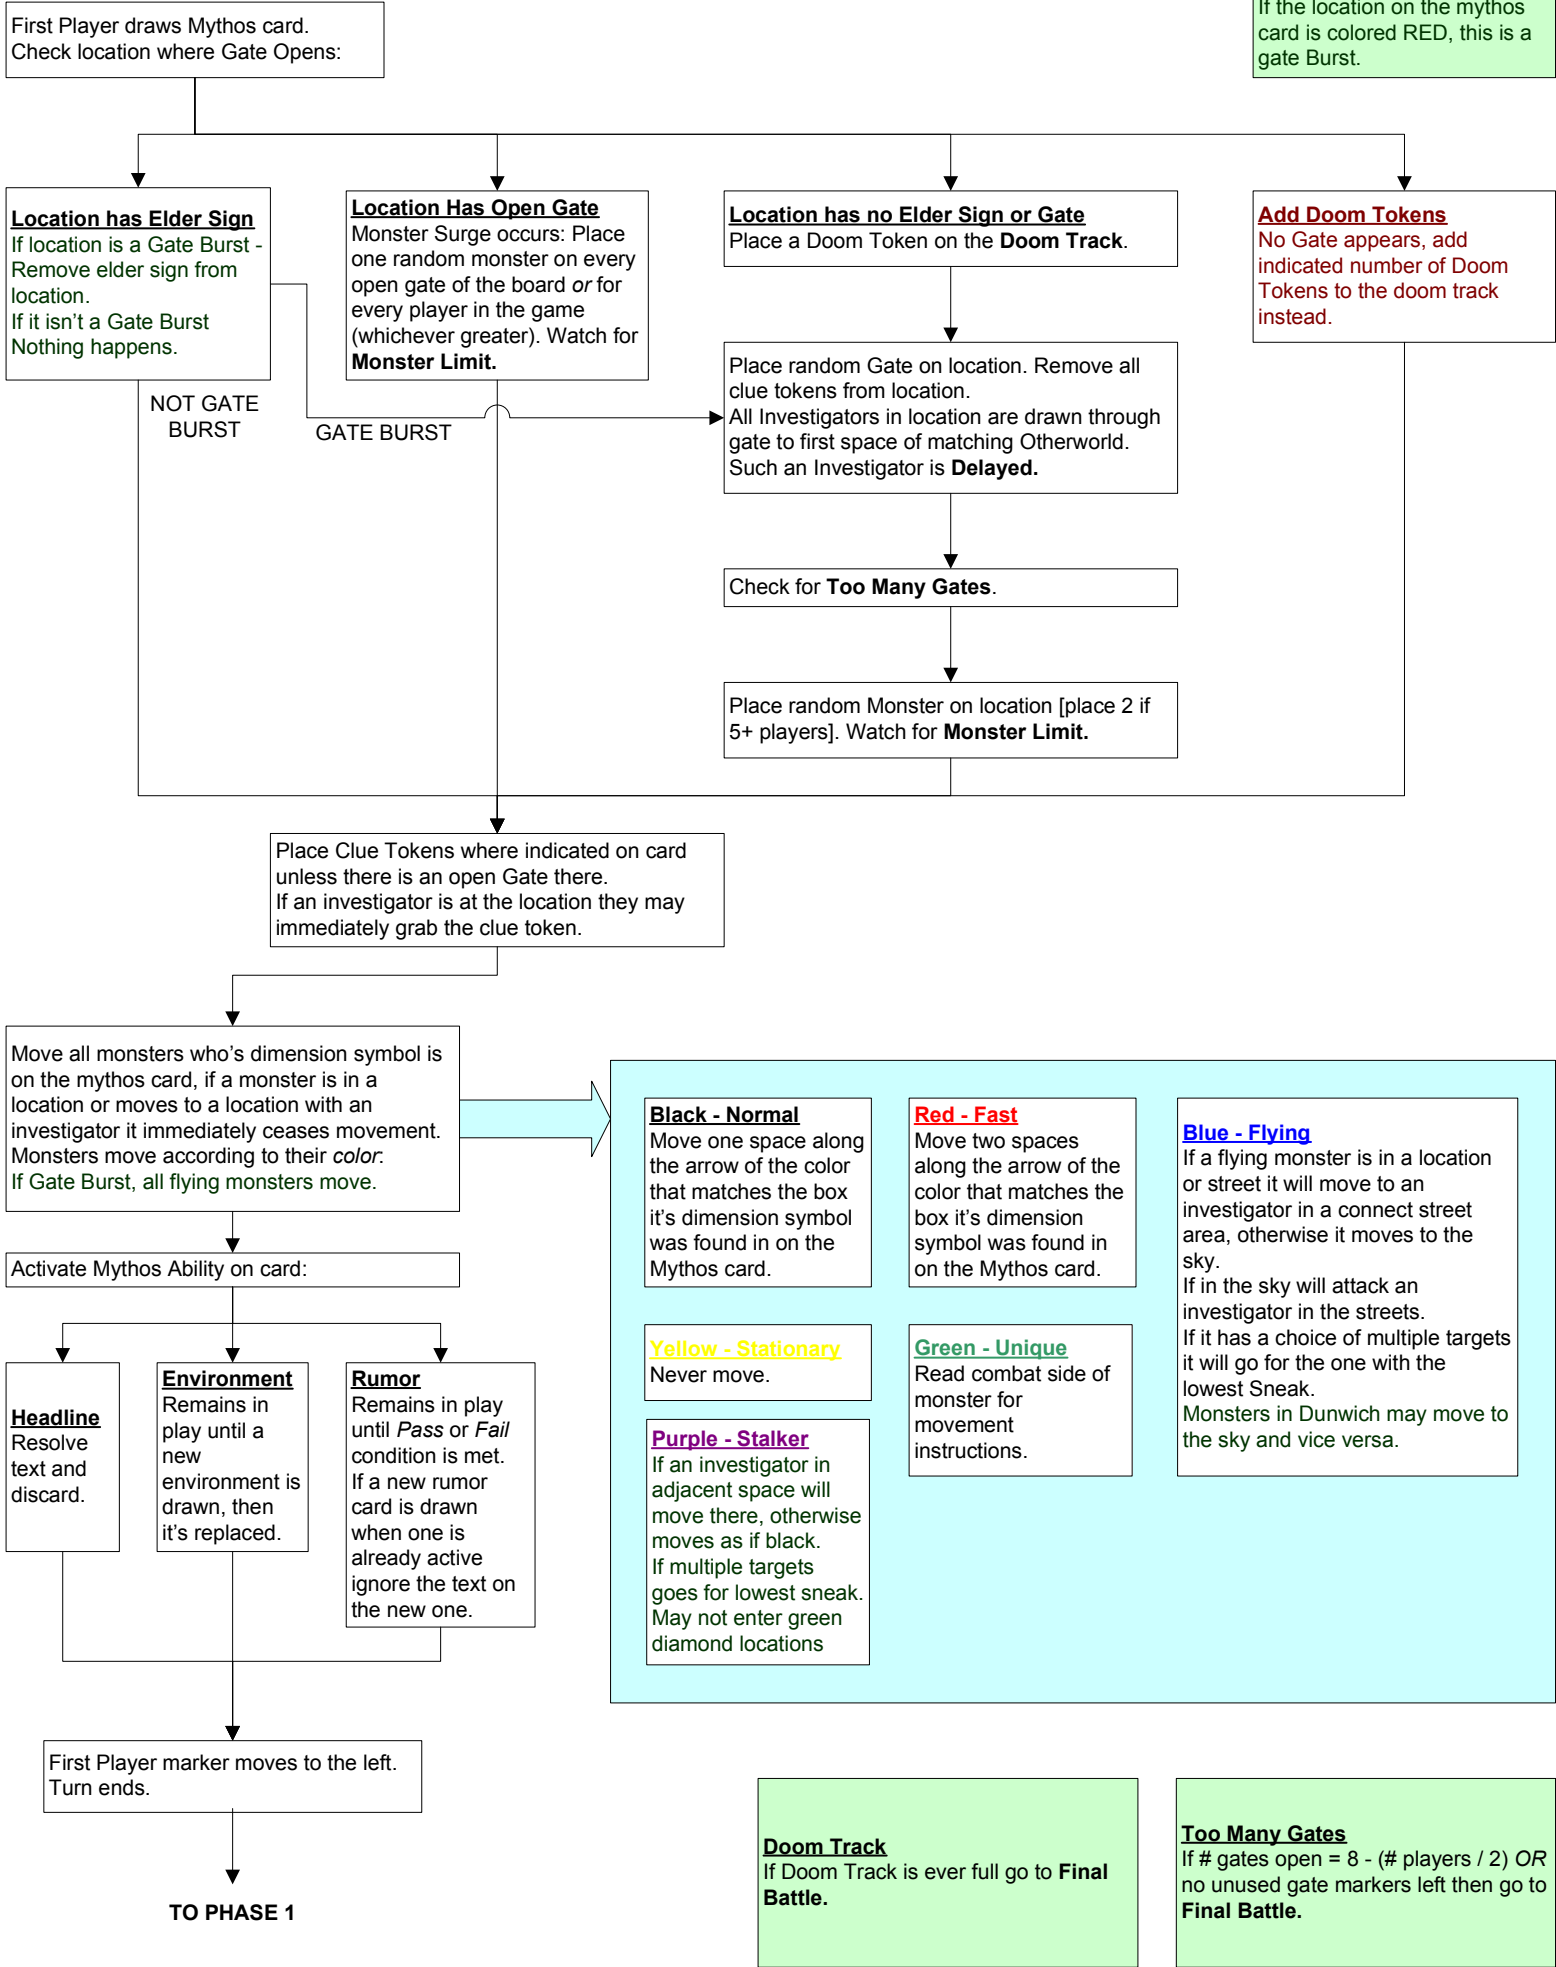 First Player draws Mythos card.
Check location where Gate Opens:
If the location on the mythos
card is colored RED, this is a
gate Burst.
Location has Elder Sign
If location is a Gate Burst -
Remove elder sign from
location.
If it isn't a Gate Burst
Nothing happens.
Location Has Open Gate
Monster Surge occurs: Place
one random monster on every
open gate of the board or for
every player in the game
(whichever greater). Watch for
Monster Limit.
Location has no Elder Sign or Gate
Place a Doom Token on the Doom Track.
Add Doom Tokens
No Gate appears, add
indicated number of Doom
Tokens to the doom track
instead.
NOT GATE
BURST
GATE BURST
Place random Gate on location. Remove all
clue tokens from location.
All Investigators in location are drawn through
gate to first space of matching Otherworld.
Such an Investigator is Delayed.
Check for Too Many Gates.
Place random Monster on location [place 2 if
5+ players]. Watch for Monster Limit.
Place Clue Tokens where indicated on card
unless there is an open Gate there.
If an investigator is at the location they may
immediately grab the clue token.
Move all monsters who's dimension symbol is
on the mythos card, if a monster is in a
location or moves to a location with an
investigator it immediately ceases movement.
Monsters move according to their color:
If Gate Burst, all flying monsters move.
Black - Normal
Move one space along
the arrow of the color
that matches the box
it's dimension symbol
was found in on the
Mythos card.
Red - Fast
Move two spaces
along the arrow of the
color that matches the
box it's dimension
symbol was found in
on the Mythos card.
Blue - Flying
If a flying monster is in a location
or street it will move to an
investigator in a connect street
area, otherwise it moves to the
sky.
If in the sky will attack an
investigator in the streets.
If it has a choice of multiple targets
it will go for the one with the
lowest Sneak.
Monsters in Dunwich may move to
the sky and vice versa.
Yellow - Stationary
Never move.
Green - Unique
Read combat side of
monster for
movement
instructions.
Purple - Stalker
If an investigator in
adjacent space will
move there, otherwise
moves as if black.
If multiple targets
goes for lowest sneak.
May not enter green
diamond locations
Activate Mythos Ability on card:
Headline
Resolve
text and
discard.
Environment
Remains in
play until a
new
environment is
drawn, then
it's replaced.
Rumor
Remains in play
until Pass or Fail
condition is met.
If a new rumor
card is drawn
when one is
already active
ignore the text on
the new one.
First Player marker moves to the left.
Turn ends.
TO PHASE 1
Doom Track
If Doom Track is ever full go to Final
Battle.
Too Many Gates
If # gates open = 8 - (# players / 2) OR
no unused gate markers left then go to
Final Battle.